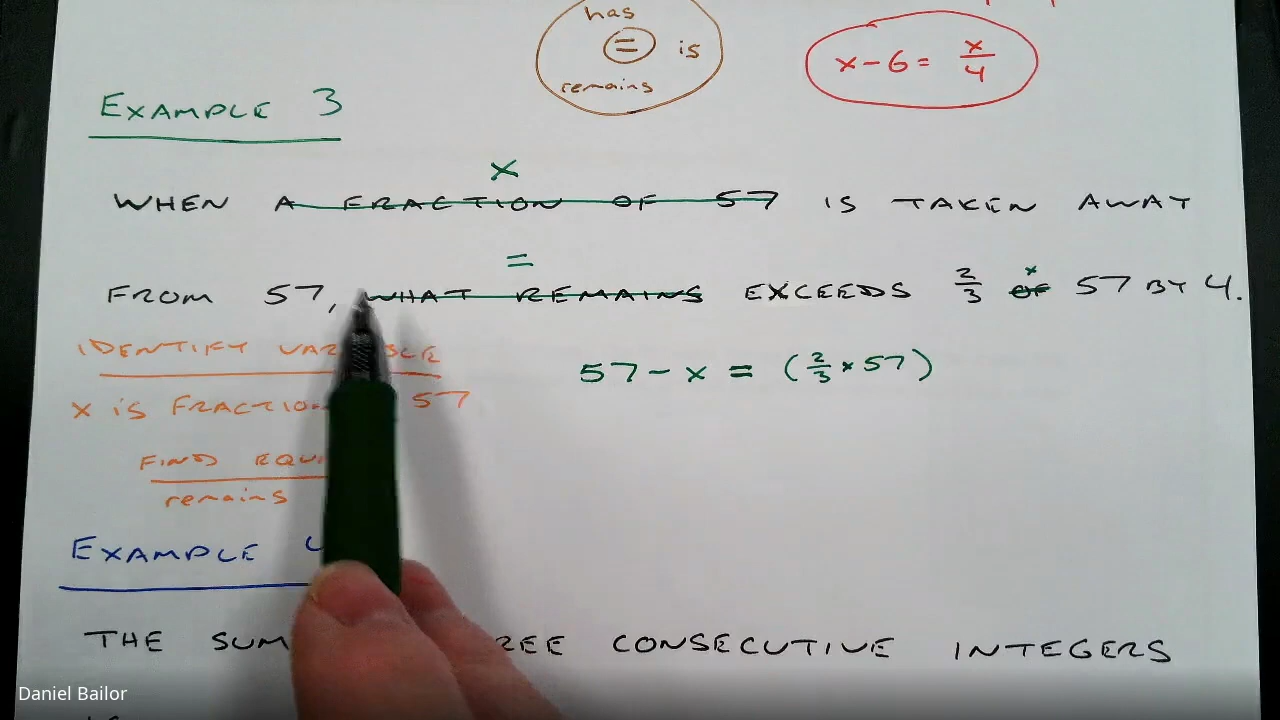 has
= is
remains
x - 6 = x/4
EXAMPLE 3
x
WHEN A FRACTION OF 57 IS TAKEN AWAY
=
x
FROM 57, WHAT REMAINS EXCEEDS 2/3 OF 57 BY 4.
IDENTIFY
57 - x = (2/3 × 57)
x IS 57
FIND
remains
EXAMPLE
THE SUM CONSECUTIVE INTEGERS
Daniel Bailor